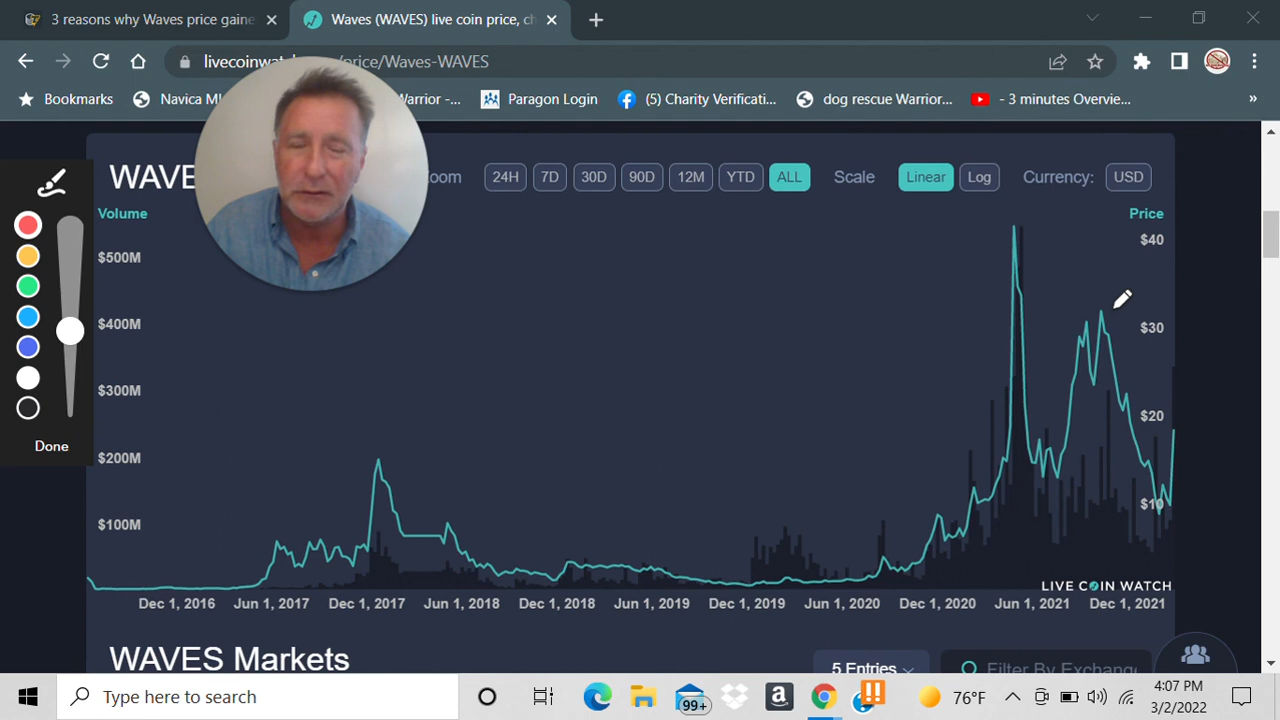 3 reasons why Waves price gaine
Waves (WAVES) live coin price, ch
livecoinwat
/price/Waves-WAVES
Bookmarks
Navica ML
Warrior -...
Paragon Login
(5) Charity Verificati...
dog rescue Warrior...
- 3 minutes Overvie...
»
WAVE
oom
24H
7D
30D
90D
12M
YTD
ALL
Scale
Linear
Log
Currency:
USD
Volume
Price
$500M
$400M
$300M
$200M
$100M
$40
$30
$20
$10
Done
LIVE COIN WATCH
Dec 1, 2016
Jun 1, 2017
Dec 1, 2017
Jun 1, 2018
Dec 1, 2018
Jun 1, 2019
Dec 1, 2019
Jun 1, 2020
Dec 1, 2020
Jun 1, 2021
Dec 1, 2021
WAVES Markets
5 Entries
Filter By Exchange
Type here to search
99+
76°F
4:07 PM
3/2/2022